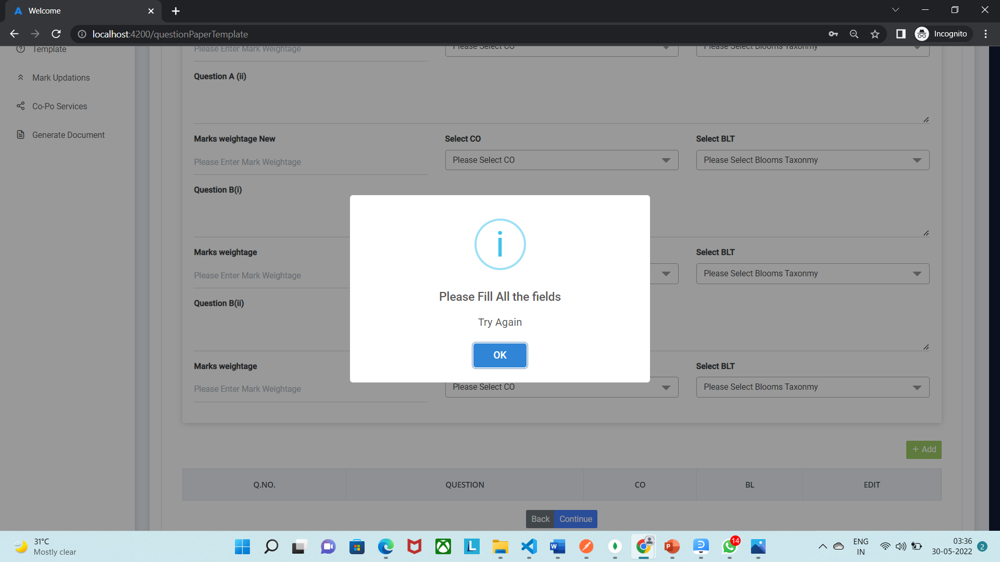 Welcome
localhost:4200/questionPaperTemplate
Incognito
Template
Mark Updations
Co-Po Services
Generate Document
Please Enter Mark Weightage
Please Select CO
Please Select Blooms Taxonmy
Question A (ii)
Marks weightage New
Select CO
Select BLT
Please Enter Mark Weightage
Please Select CO
Please Select Blooms Taxonmy
Question B(i)
Marks weightage
Select BLT
Please Enter Mark Weightage
Please Select Blooms Taxonmy
Question B(ii)
Marks weightage
Select BLT
Please Enter Mark Weightage
Please Select CO
Please Select Blooms Taxonmy
i
Please Fill All the fields
Try Again
OK
+ Add
Q.NO.
QUESTION
CO
BL
EDIT
Back
Continue
31°C
Mostly clear
L
W
P
14
ENG
IN
03:36
30-05-2022
2